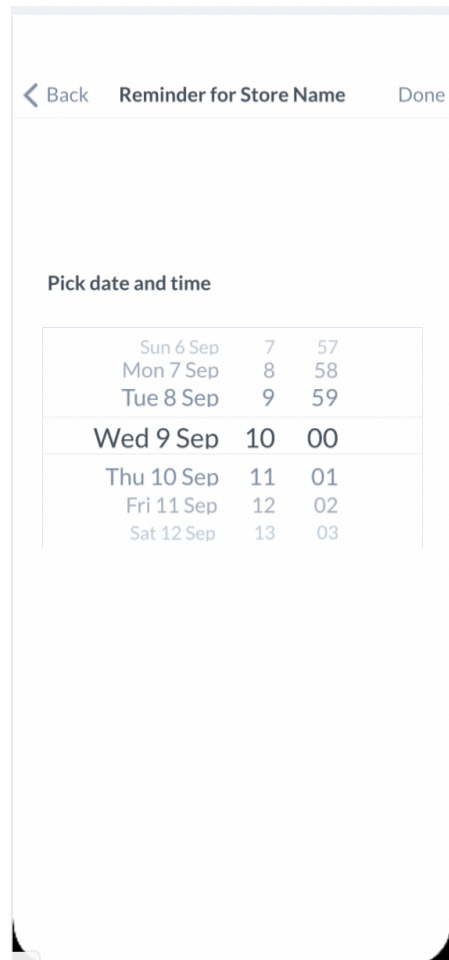 Back Reminder for Store Name Done
Pick date and time
Sun 6 Sep 7 57
Mon 7 Sep 8 58
Tue 8 Sep 9 59
Wed 9 Sep 10 00
Thu 10 Sep 11 01
Fri 11 Sep 12 02
Sat 12 Sep 13 03